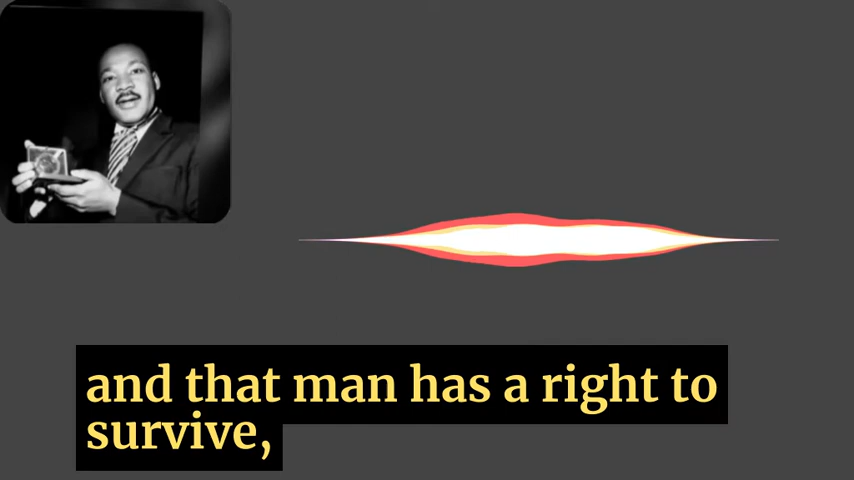 and that man has a right to
survive,